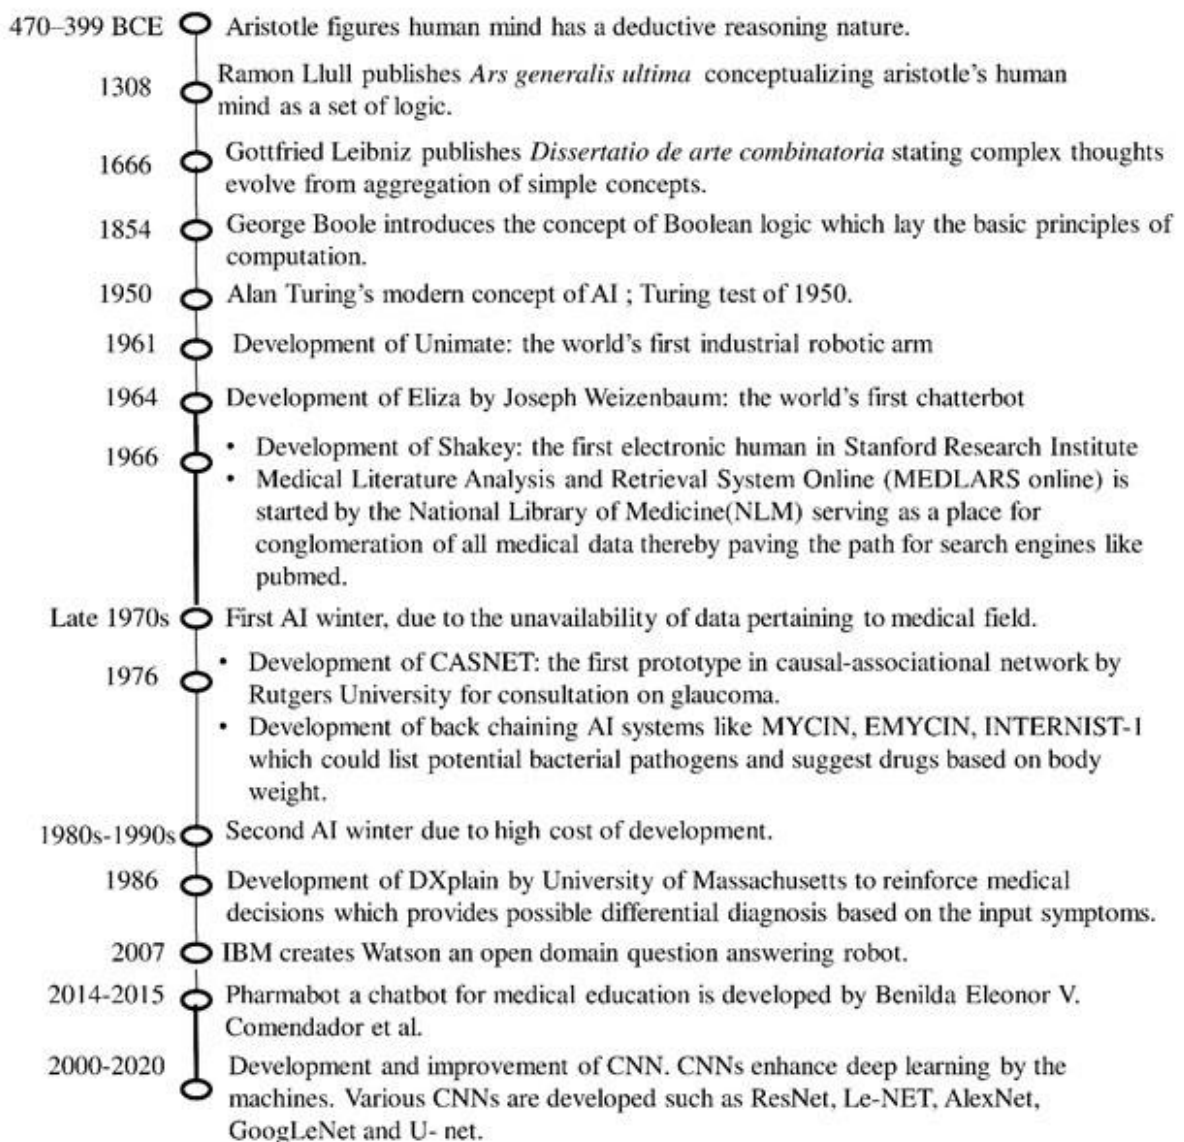 470–399 BCE Aristotle figures human mind has a deductive reasoning nature.
1308 Ramon Llull publishes Ars generalis ultima conceptualizing aristotle's human
mind as a set of logic.
1666 Gottfried Leibniz publishes Dissertatio de arte combinatoria stating complex thoughts
evolve from aggregation of simple concepts.
1854 George Boole introduces the concept of Boolean logic which lay the basic principles of
computation.
1950 Alan Turing's modern concept of AI ; Turing test of 1950.
1961 Development of Unimate: the world's first industrial robotic arm
1964 Development of Eliza by Joseph Weizenbaum: the world's first chatterbot
1966 • Development of Shakey: the first electronic human in Stanford Research Institute
• Medical Literature Analysis and Retrieval System Online (MEDLARS online) is
started by the National Library of Medicine(NLM) serving as a place for
conglomeration of all medical data thereby paving the path for search engines like
pubmed.
Late 1970s First AI winter, due to the unavailability of data pertaining to medical field.
1976 • Development of CASNET: the first prototype in causal-associational network by
Rutgers University for consultation on glaucoma.
• Development of back chaining AI systems like MYCIN, EMYCIN, INTERNIST-1
which could list potential bacterial pathogens and suggest drugs based on body
weight.
1980s-1990s Second AI winter due to high cost of development.
1986 Development of DXplain by University of Massachusetts to reinforce medical
decisions which provides possible differential diagnosis based on the input symptoms.
2007 IBM creates Watson an open domain question answering robot.
2014-2015 Pharmabot a chatbot for medical education is developed by Benilda Eleonor V.
Comendador et al.
2000-2020 Development and improvement of CNN. CNNs enhance deep learning by the
machines. Various CNNs are developed such as ResNet, Le-NET, AlexNet,
GoogLeNet and U- net.